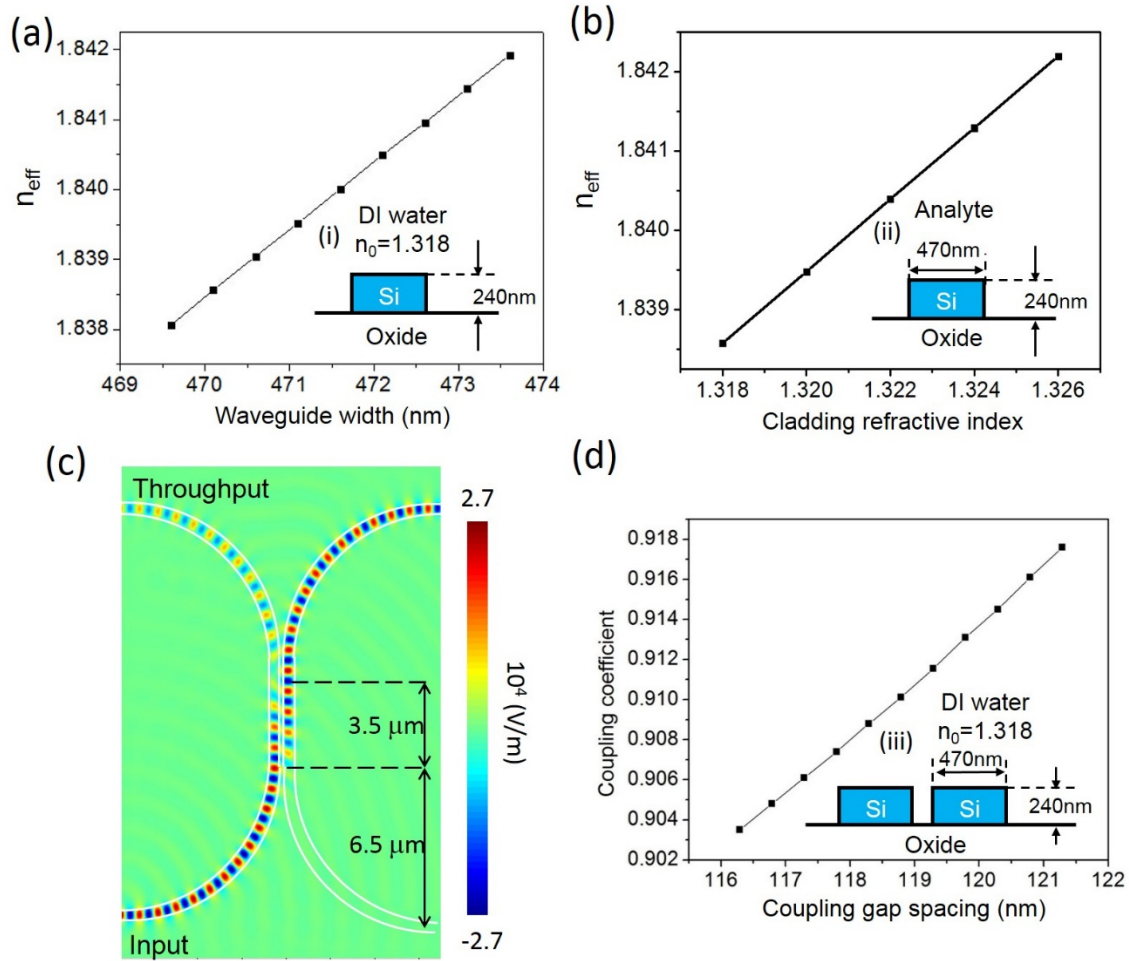 (a)
1.842
1.841
1.840
1.839
1.838
n_eff
(i)
DI water
n₀=1.318
Si
240nm
Oxide
469 470 471 472 473 474
Waveguide width (nm)
(b)
1.842
1.841
1.840
1.839
n_eff
(ii)
Analyte
470nm
Si
240nm
Oxide
1.318 1.320 1.322 1.324 1.326
Cladding refractive index
(c)
Throughput
2.7
10⁴ (V/m)
3.5 μm
6.5 μm
-2.7
Input
(d)
0.918
0.916
0.914
0.912
0.910
0.908
0.906
0.904
0.902
Coupling coefficient
(iii)
DI water
n₀=1.318
470nm
Si Si
240nm
Oxide
116 117 118 119 120 121 122
Coupling gap spacing (nm)